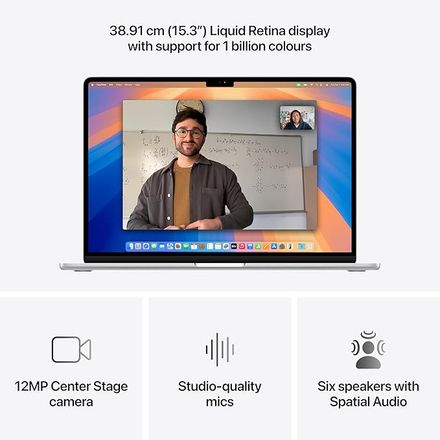 38.91 cm (15.3″) Liquid Retina display
with support for 1 billion colours
12MP Center Stage
camera
Studio-quality
mics
Six speakers with
Spatial Audio